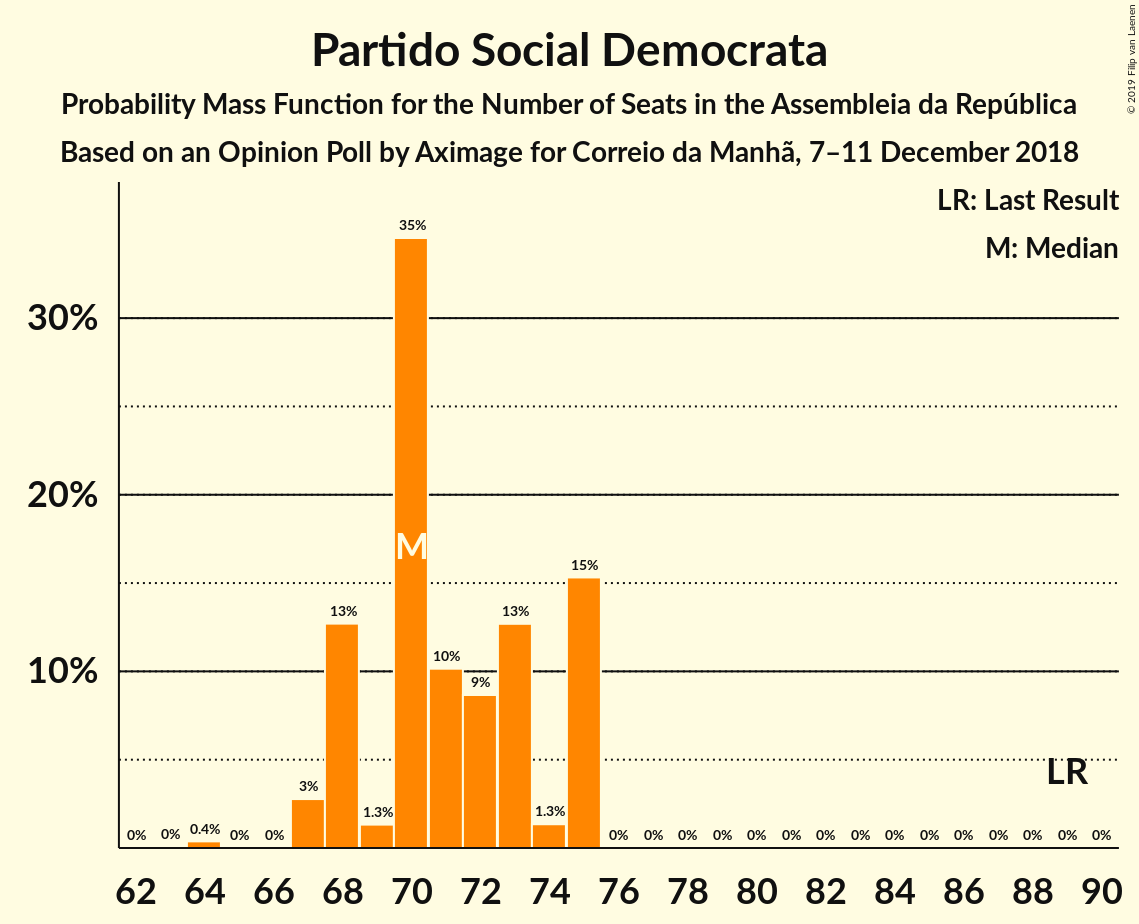 Partido Social Democrata
Probability Mass Function for the Number of Seats in the Assembleia da República
Based on an Opinion Poll by Aximage for Correio da Manhã, 7–11 December 2018
© 2019 Filip van Laenen
LR: Last Result
M: Median
35%
30%
20%
M
15%
13%
13%
10%
10%
9%
LR
3%
1.3%
1.3%
0% 0% 0.4% 0% 0% 0% 0% 0% 0% 0% 0% 0% 0% 0% 0% 0% 0% 0% 0% 0%
62 64 66 68 70 72 74 76 78 80 82 84 86 88 90